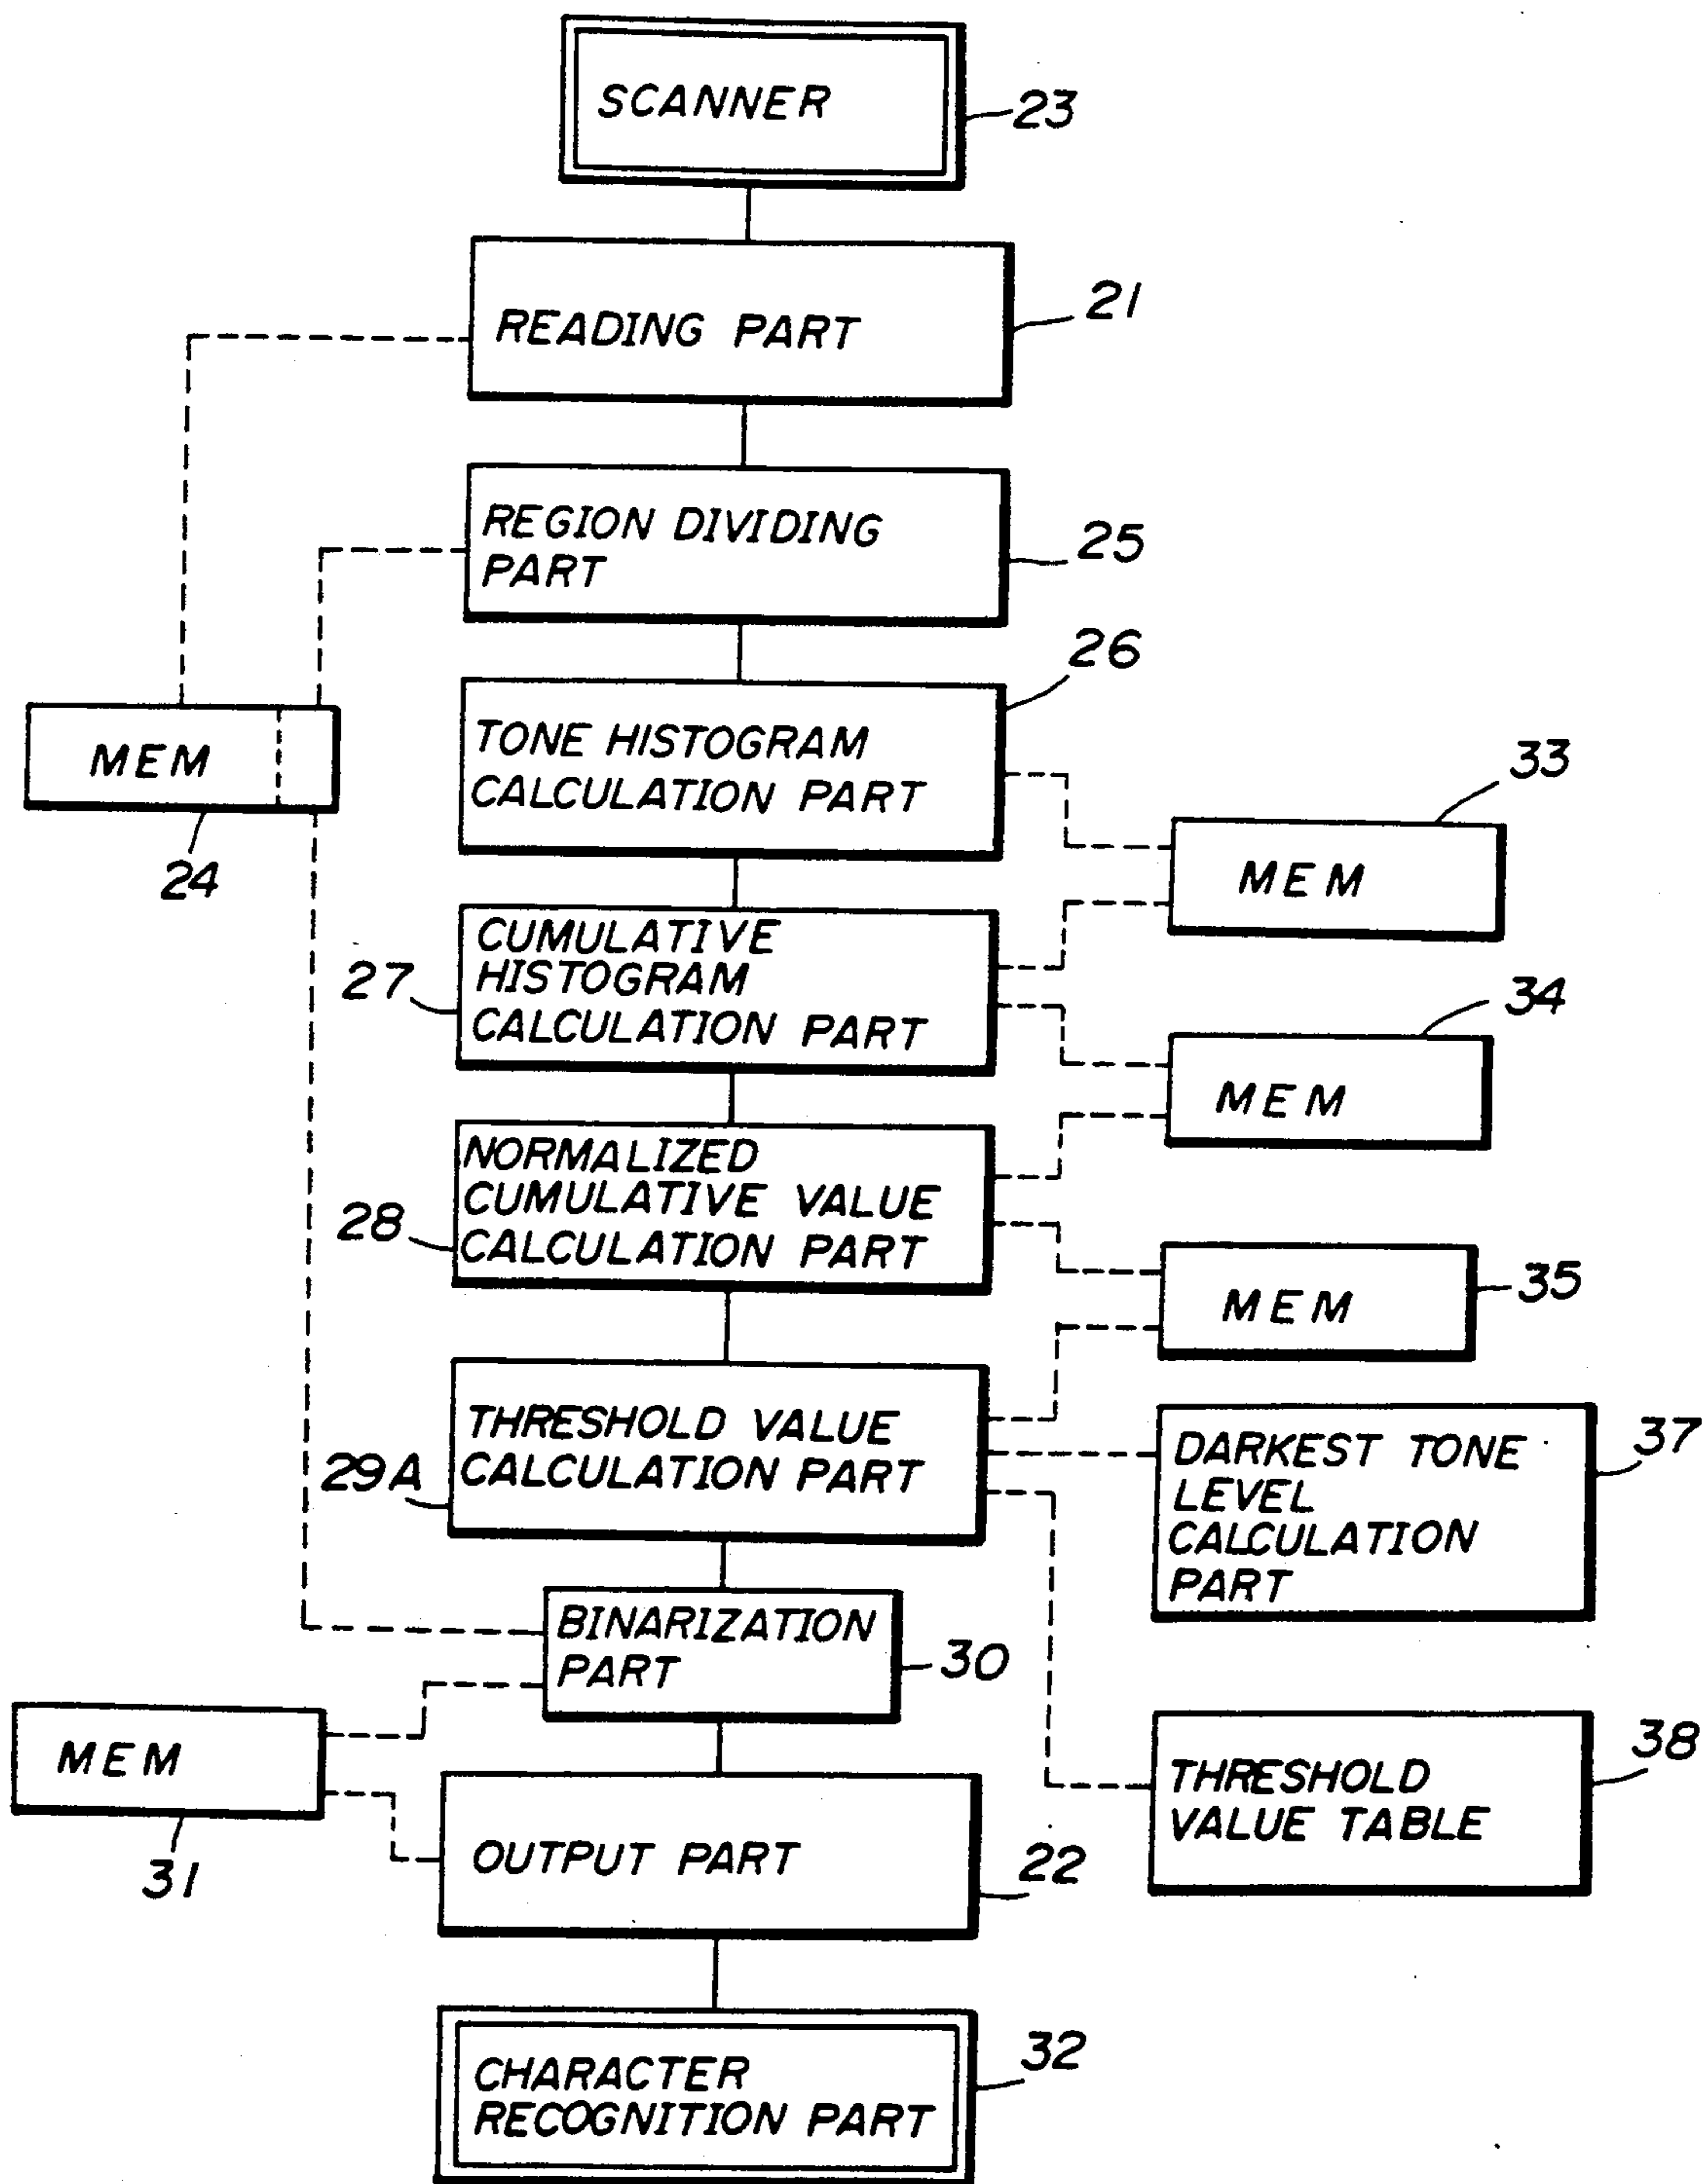 SCANNER
23
READING PART
21
REGION DIVIDING
PART
25
26
TONE HISTOGRAM
CALCULATION PART
MEM
24
33
MEM
CUMULATIVE
HISTOGRAM
CALCULATION PART
27
34
MEM
NORMALIZED
CUMULATIVE VALUE
CALCULATION PART
28
35
MEM
THRESHOLD VALUE
CALCULATION PART
29A
DARKEST TONE
LEVEL
CALCULATION
PART
37
BINARIZATION
PART
30
MEM
31
THRESHOLD
VALUE TABLE
38
OUTPUT PART
22
CHARACTER
RECOGNITION PART
32